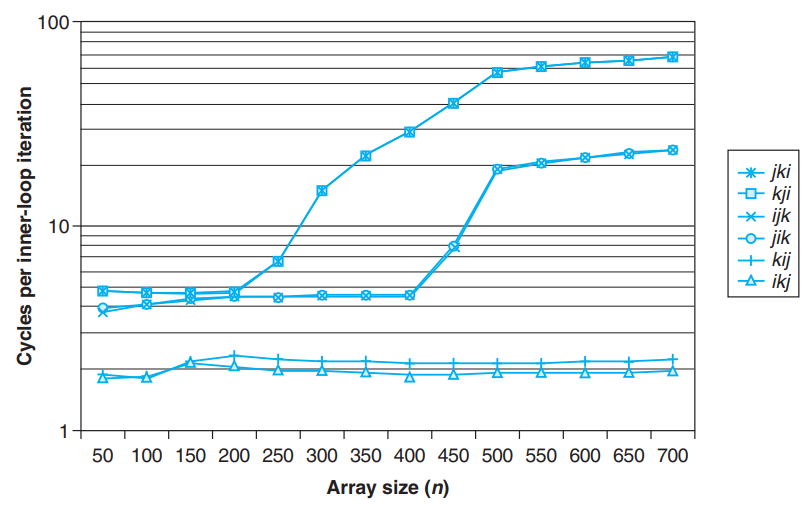 100
10
1
Cycles per inner-loop iteration
50 100 150 200 250 300 350 400 450 500 550 600 650 700
Array size (n)
jki
kji
ijk
jik
kij
ikj